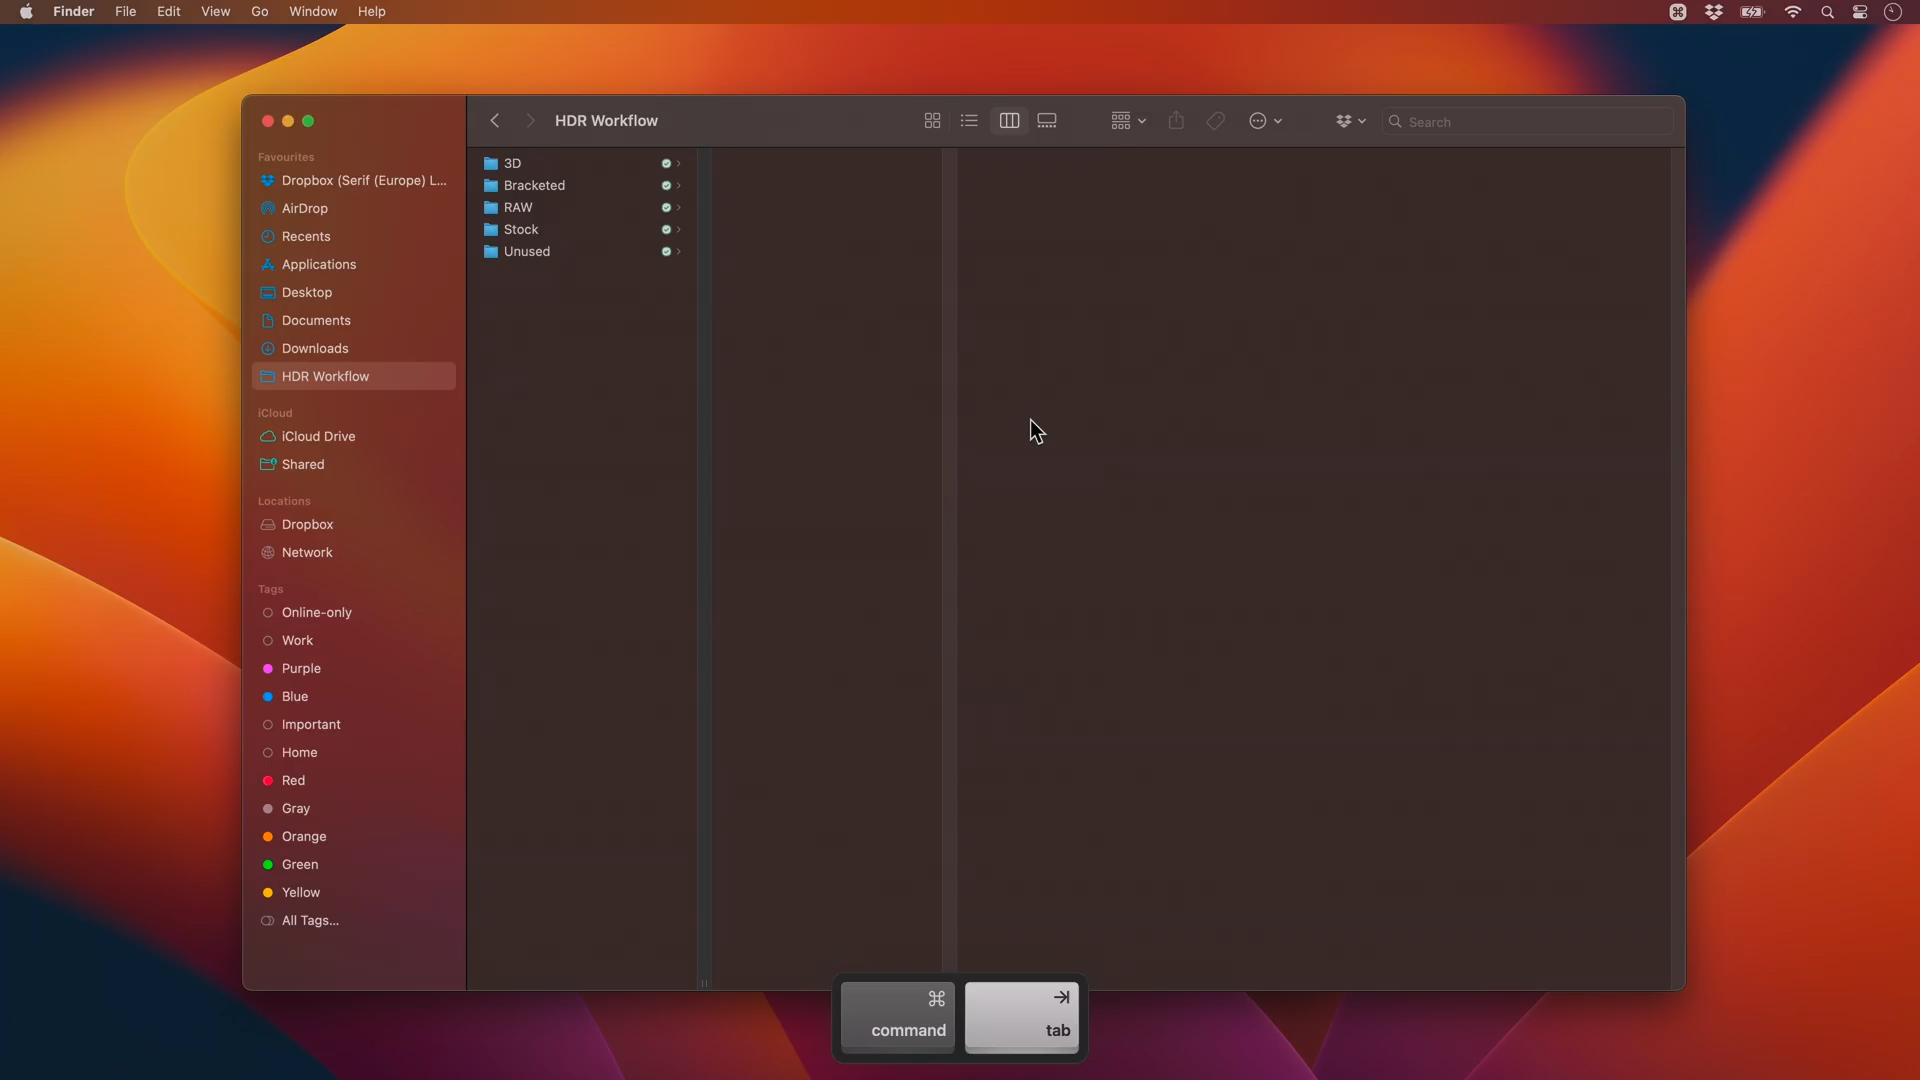 Finder File Edit View Go Window Help
HDR Workflow
Search
Favourites
Dropbox (Serif (Europe) L...
AirDrop
Recents
Applications
Desktop
Documents
Downloads
HDR Workflow
iCloud
iCloud Drive
Shared
Locations
Dropbox
Network
Tags
Online-only
Work
Purple
Blue
Important
Home
Red
Gray
Orange
Green
Yellow
All Tags...
3D
Bracketed
RAW
Stock
Unused
⌘ ⇥
command tab